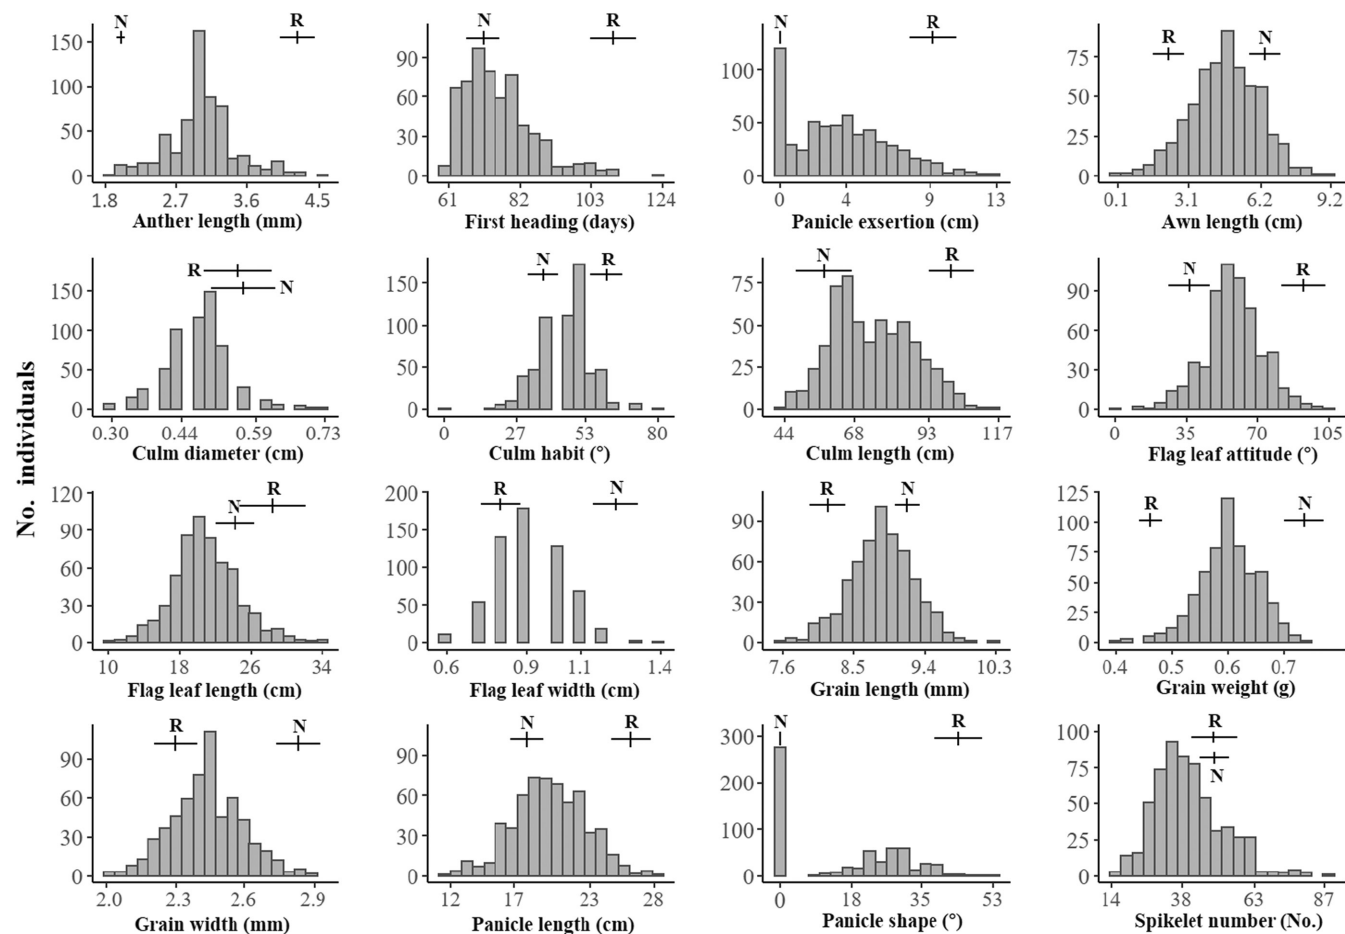 No. individuals
N R
150
100
50
0
1.8 2.7 3.6 4.5
Anther length (mm)
N R
90
60
30
0
61 82 103 124
First heading (days)
N R
100
50
0
0 4 9 13
Panicle exsertion (cm)
R N
75
50
25
0
0.1 3.1 6.2 9.2
Awn length (cm)
R
N
150
100
50
0
0.30 0.44 0.59 0.73
Culm diameter (cm)
N R
150
100
50
0
0 27 53 80
Culm habit (°)
N R
75
50
25
0
44 68 93 117
Culm length (cm)
N R
90
60
30
0
0 35 70 105
Flag leaf attitude (°)
R
N
120
90
60
30
0
10 18 26 34
Flag leaf length (cm)
R N
200
150
100
50
0
0.6 0.9 1.1 1.4
Flag leaf width (cm)
R N
90
60
30
0
7.6 8.5 9.4 10.3
Grain length (mm)
R N
125
100
75
50
25
0
0.4 0.6 0.6 0.7
Grain weight (g)
R N
90
60
30
0
2.0 2.3 2.6 2.9
Grain width (mm)
N R
90
60
30
0
12 17 23 28
Panicle length (cm)
N R
300
200
100
0
0 18 35 53
Panicle shape (°)
R
N
100
75
50
25
0
14 38 63 87
Spikelet number (No.)